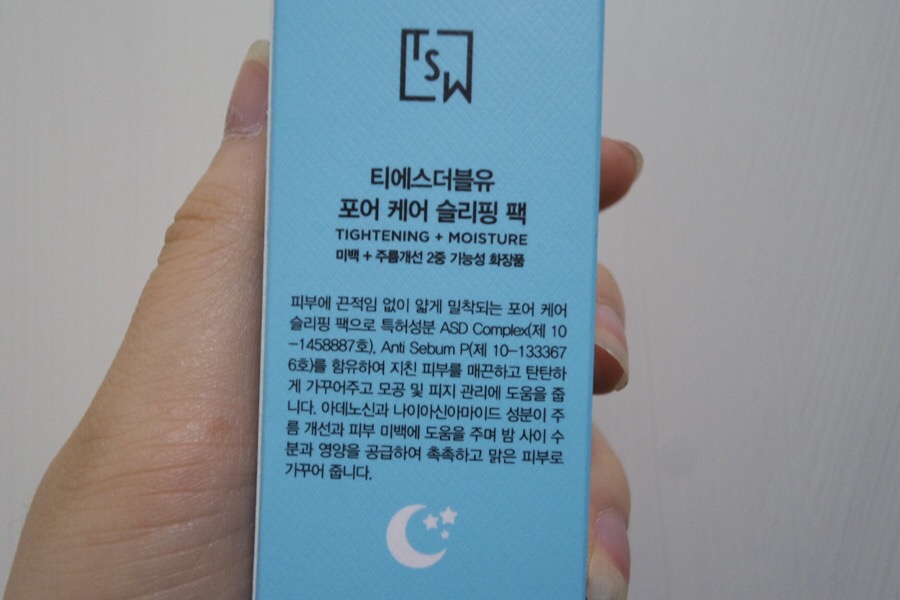 TSW
티에스더블유
포어 케어 슬리핑 팩
TIGHTENING + MOISTURE
미백 + 주름개선 2중 기능성 화장품
피부에 끈적임 없이 얇게 밀착되는 포어 케어
슬리핑 팩으로 특허성분 ASD Complex(제 10
-1458887호), Anti Sebum P(제 10-133367
6호)를 함유하여 지친 피부를 매끈하고 탄탄하
게 가꾸어주고 모공 및 피지 관리에 도움을 줍
니다. 아데노신과 나이아신아마이드 성분이 주
름 개선과 피부 미백에 도움을 주며 밤 사이 수
분과 영양을 공급하여 촉촉하고 맑은 피부로
가꾸어 줍니다.